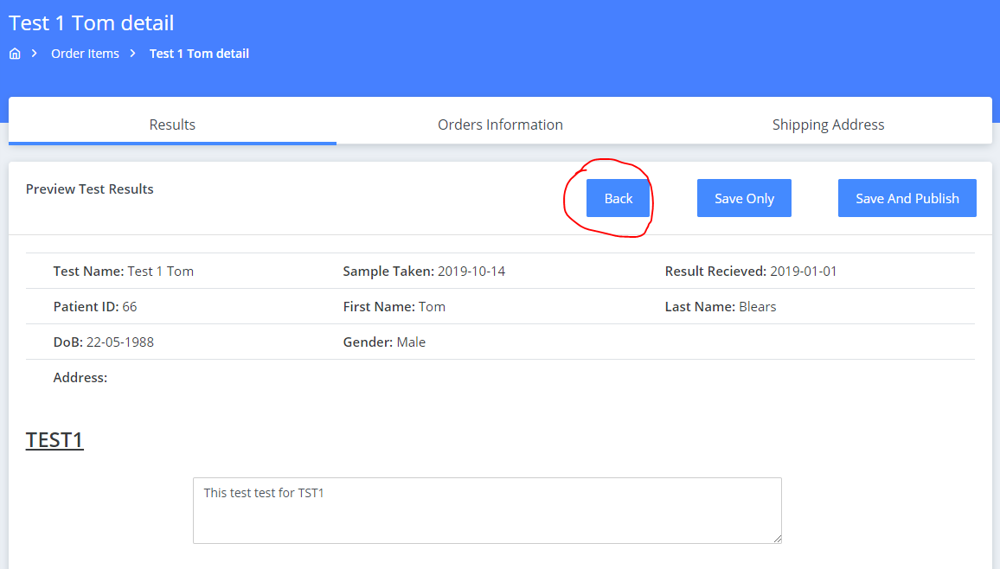 Test 1 Tom detail
Order Items Test 1 Tom detail
Results Orders Information Shipping Address
Preview Test Results Back Save Only Save And Publish
Test Name: Test 1 Tom Sample Taken: 2019-10-14 Result Recieved: 2019-01-01
Patient ID: 66 First Name: Tom Last Name: Blears
DoB: 22-05-1988 Gender: Male
Address:
TEST1
This test test for TST1